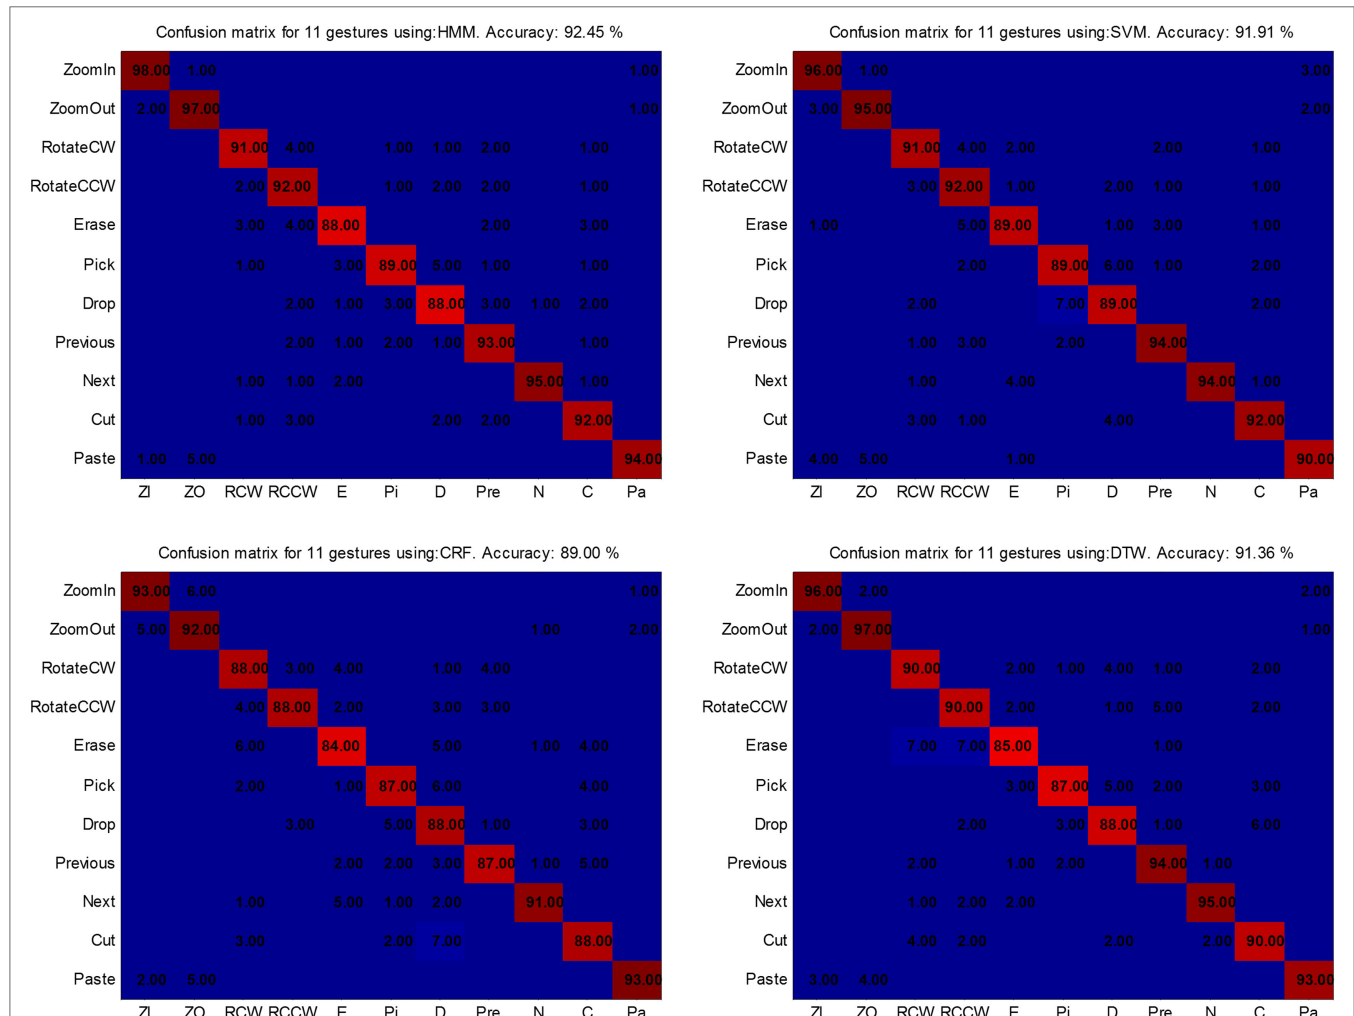 Confusion matrix for 11 gestures using:HMM. Accuracy: 92.45 %
ZoomIn 98.00 1.00 1.00
ZoomOut 2.00 97.00 1.00
RotateCW 91.00 4.00 1.00 1.00 2.00 1.00
RotateCCW 2.00 92.00 1.00 2.00 2.00 1.00
Erase 3.00 4.00 88.00 2.00 3.00
Pick 1.00 3.00 89.00 5.00 1.00 1.00
Drop 2.00 1.00 3.00 88.00 3.00 1.00 2.00
Previous 2.00 1.00 2.00 1.00 93.00 1.00
Next 1.00 1.00 2.00 95.00 1.00
Cut 1.00 3.00 2.00 2.00 92.00
Paste 1.00 5.00 94.00
ZI ZO RCW RCCW E Pi D Pre N C Pa
Confusion matrix for 11 gestures using:SVM. Accuracy: 91.91 %
ZoomIn 96.00 1.00 3.00
ZoomOut 3.00 95.00 2.00
RotateCW 91.00 4.00 2.00 2.00 1.00
RotateCCW 3.00 92.00 1.00 2.00 1.00 1.00
Erase 1.00 5.00 89.00 1.00 3.00 1.00
Pick 2.00 89.00 6.00 1.00 2.00
Drop 2.00 7.00 89.00 2.00
Previous 1.00 3.00 2.00 94.00
Next 1.00 4.00 94.00 1.00
Cut 3.00 1.00 4.00 92.00
Paste 4.00 5.00 1.00 90.00
ZI ZO RCW RCCW E Pi D Pre N C Pa
Confusion matrix for 11 gestures using:CRF. Accuracy: 89.00 %
ZoomIn 93.00 6.00 1.00
ZoomOut 5.00 92.00 1.00 2.00
RotateCW 88.00 3.00 4.00 1.00 4.00
RotateCCW 4.00 88.00 2.00 3.00 3.00
Erase 6.00 84.00 5.00 1.00 4.00
Pick 2.00 1.00 87.00 6.00 4.00
Drop 3.00 5.00 88.00 1.00 3.00
Previous 2.00 2.00 3.00 87.00 1.00 5.00
Next 1.00 5.00 1.00 2.00 91.00
Cut 3.00 2.00 7.00 88.00
Paste 2.00 5.00 93.00
ZI ZO RCW RCCW E Pi D Pre N C Pa
Confusion matrix for 11 gestures using:DTW. Accuracy: 91.36 %
ZoomIn 96.00 2.00 2.00
ZoomOut 2.00 97.00 1.00
RotateCW 90.00 2.00 1.00 4.00 1.00 2.00
RotateCCW 90.00 2.00 1.00 5.00 2.00
Erase 7.00 7.00 85.00 1.00
Pick 3.00 87.00 5.00 2.00 3.00
Drop 2.00 3.00 88.00 1.00 6.00
Previous 2.00 1.00 2.00 94.00 1.00
Next 1.00 2.00 2.00 95.00
Cut 4.00 2.00 2.00 2.00 90.00
Paste 3.00 4.00 93.00
ZI ZO RCW RCCW E Pi D Pre N C Pa